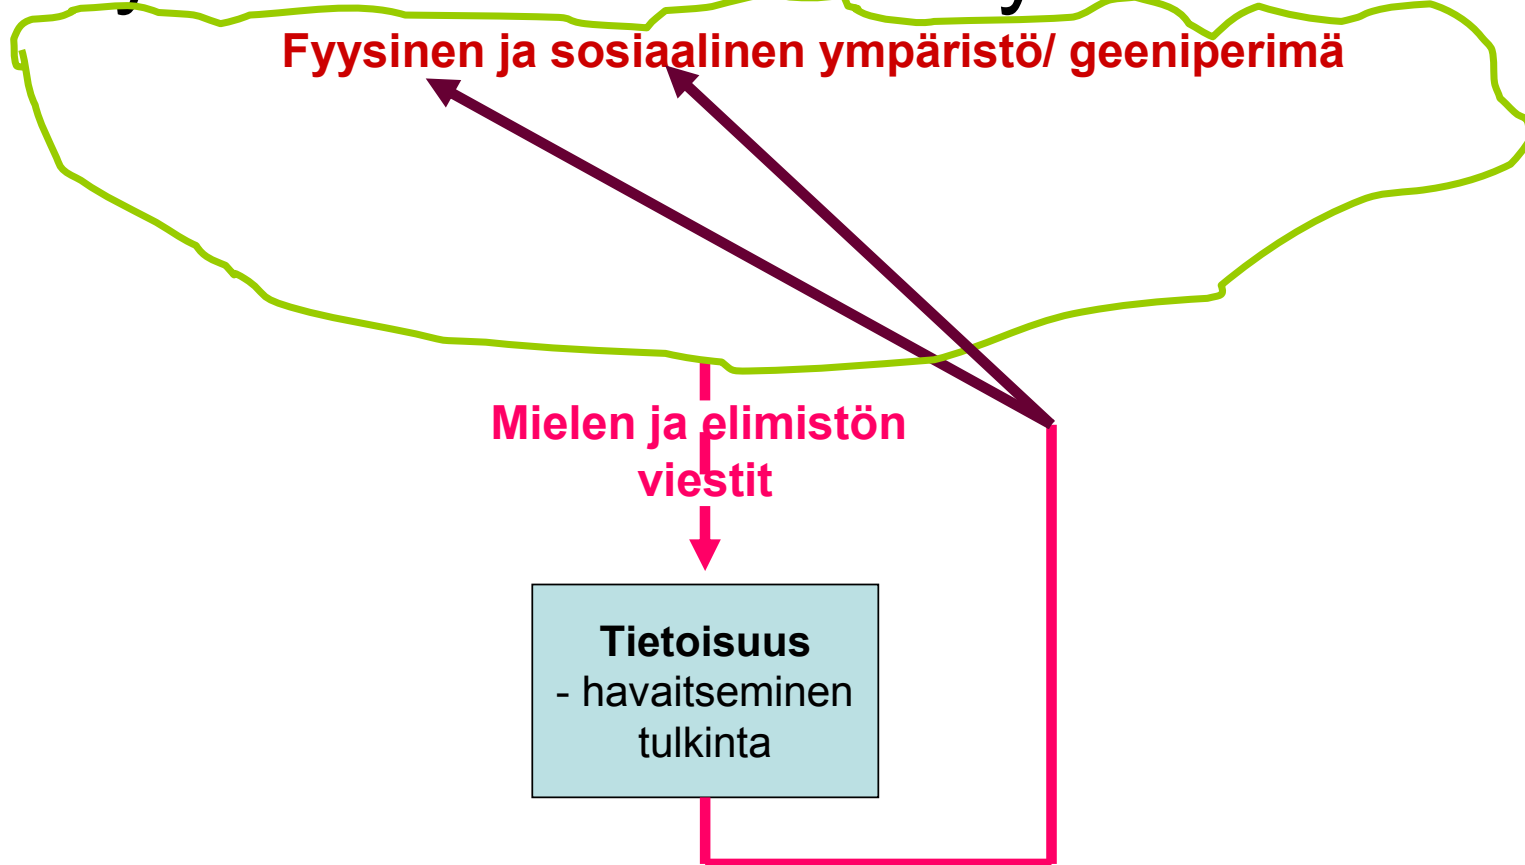 Fyysinen ja sosiaalinen ympäristö/ geeniperimä
Mielen ja elimistön
viestit
Tietoisuus
- havaitseminen
tulkinta